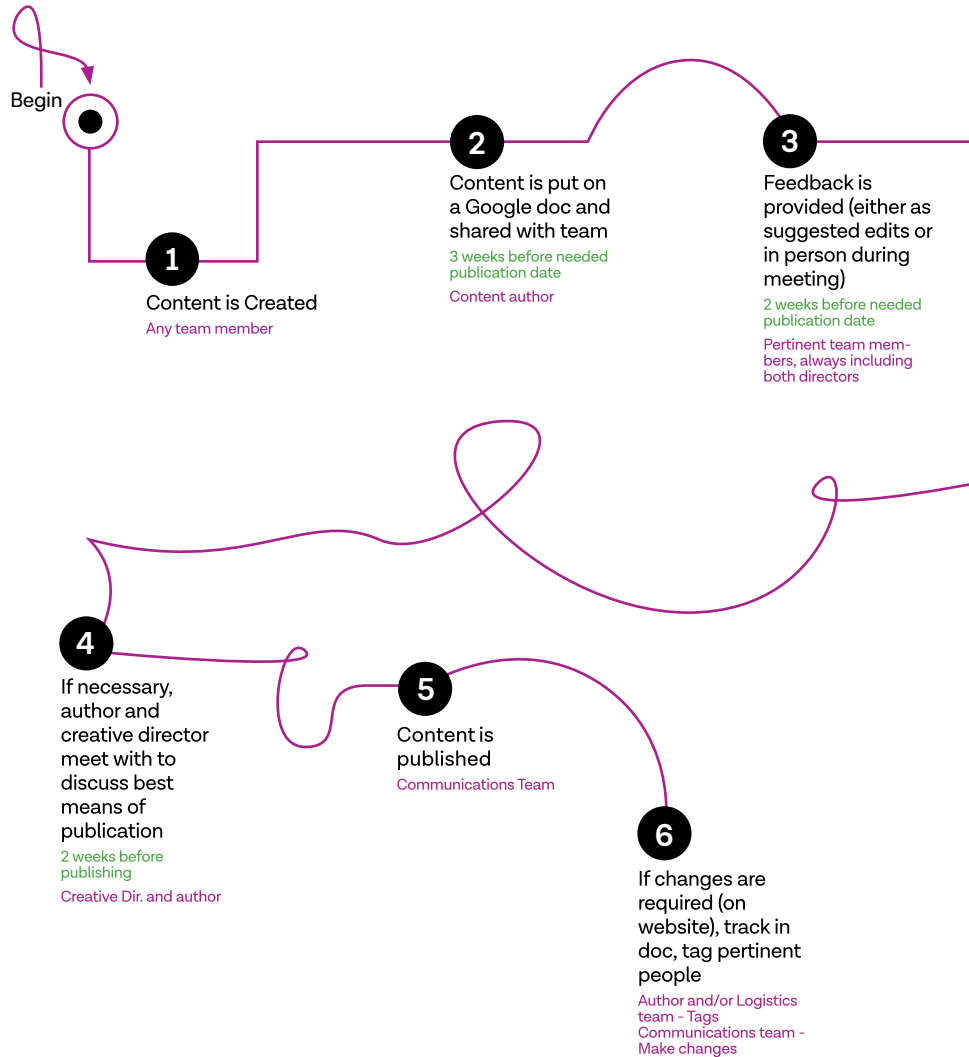 Begin
1
Content is Created
Any team member
2
Content is put on
a Google doc and
shared with team
3 weeks before needed
publication date
Content author
3
Feedback is
provided (either as
suggested edits or
in person during
meeting)
2 weeks before needed
publication date
Pertinent team mem-
bers, always including
both directors
4
If necessary,
author and
creative director
meet with to
discuss best
means of
publication
2 weeks before
publishing
Creative Dir. and author
5
Content is
published
Communications Team
6
If changes are
required (on
website), track in
doc, tag pertinent
people
Author and/or Logistics
team - Tags
Communications team -
Make changes